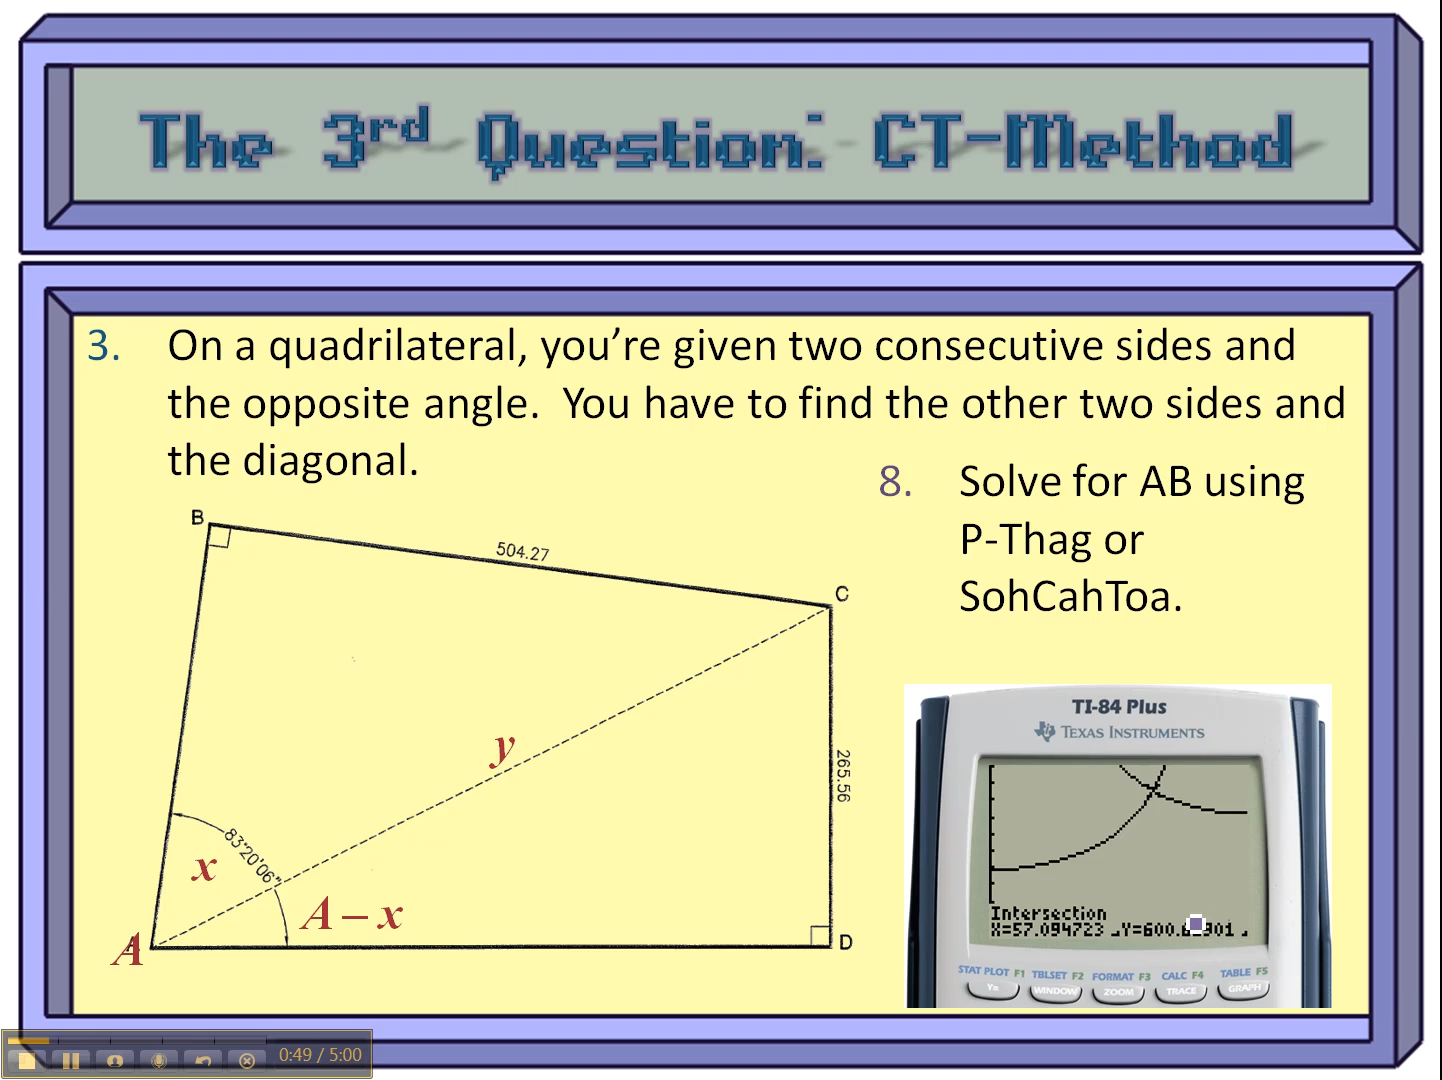 The 3rd Question: CT-Method
3. On a quadrilateral, you're given two consecutive sides and
the opposite angle. You have to find the other two sides and
the diagonal.
8. Solve for AB using
P-Thag or
SohCahToa.
B
504.27
C
y
265.56
83°20'06"
x
A – x
A
D
TI-84 Plus
TEXAS INSTRUMENTS
Intersection
X=57.094723 Y=600.
STAT PLOT F1 TBLSET F2 FORMAT F3 CALC F4 TABLE F5
Y= WINDOW ZOOM TRACE GRAPH
0:49 / 5:00